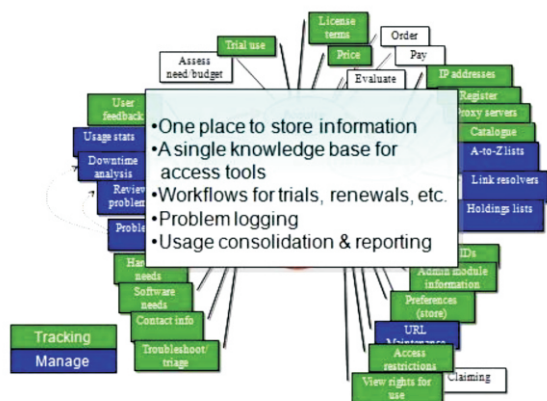 License terms
Order
Trial use
Price
Pay
Assess
need/budget
Evaluate
IP addresses
User
feedback
Register
Proxy servers
Usage stats
Catalogue
Downtime
analysis
A-to-Z lists
Review
problem
Link resolvers
Holdings lists
•One place to store information
•A single knowledge base for
access tools
•Workflows for trials, renewals, etc.
•Problem logging
•Usage consolidation & reporting
needs
Software
needs
Contact info
Troubleshoot/
triage
IDs
Admin module
information
Preferences
(store)
URL
Maintenance
Access
restrictions
View rights for
use
Claiming
Tracking
Manage